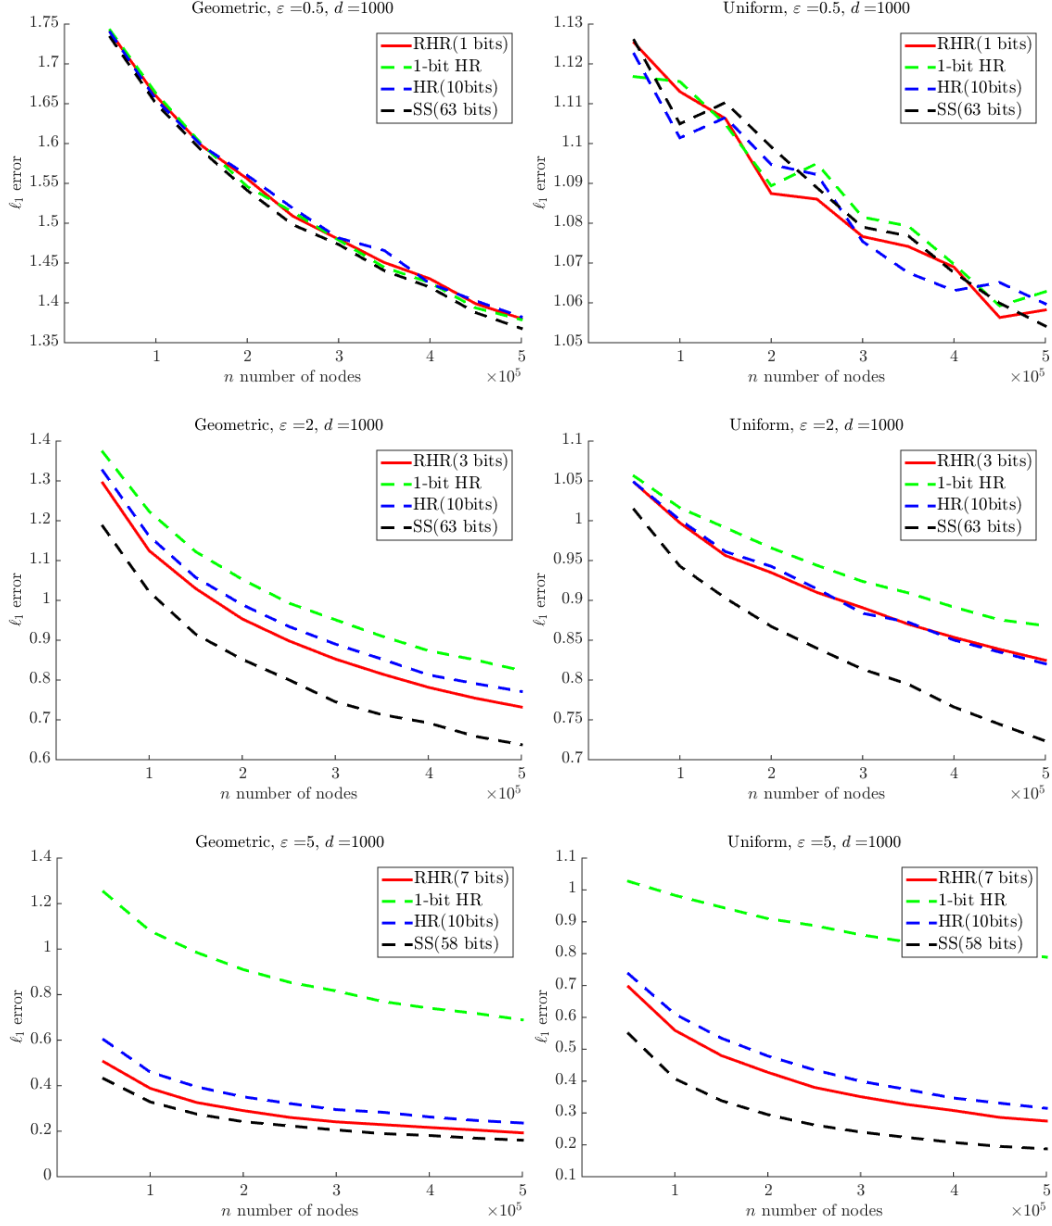 Geometric, ε =0.5, d =1000
1.75
1.7
1.65
1.6
1.55
1.5
1.45
1.4
1.35
ℓ1 error
RHR(1 bits)
1-bit HR
HR(10bits)
SS(63 bits)
1 2 3 4 5
n number of nodes ×10^5
Uniform, ε =0.5, d =1000
1.13
1.12
1.11
1.1
1.09
1.08
1.07
1.06
1.05
ℓ1 error
RHR(1 bits)
1-bit HR
HR(10bits)
SS(63 bits)
1 2 3 4 5
n number of nodes ×10^5
Geometric, ε =2, d =1000
1.4
1.3
1.2
1.1
1
0.9
0.8
0.7
0.6
ℓ1 error
RHR(3 bits)
1-bit HR
HR(10bits)
SS(63 bits)
1 2 3 4 5
n number of nodes ×10^5
Uniform, ε =2, d =1000
1.1
1.05
1
0.95
0.9
0.85
0.8
0.75
0.7
ℓ1 error
RHR(3 bits)
1-bit HR
HR(10bits)
SS(63 bits)
1 2 3 4 5
n number of nodes ×10^5
Geometric, ε =5, d =1000
1.4
1.2
1
0.8
0.6
0.4
0.2
0
ℓ1 error
RHR(7 bits)
1-bit HR
HR(10bits)
SS(58 bits)
1 2 3 4 5
n number of nodes ×10^5
Uniform, ε =5, d =1000
1.1
1
0.9
0.8
0.7
0.6
0.5
0.4
0.3
0.2
0.1
ℓ1 error
RHR(7 bits)
1-bit HR
HR(10bits)
SS(58 bits)
1 2 3 4 5
n number of nodes ×10^5